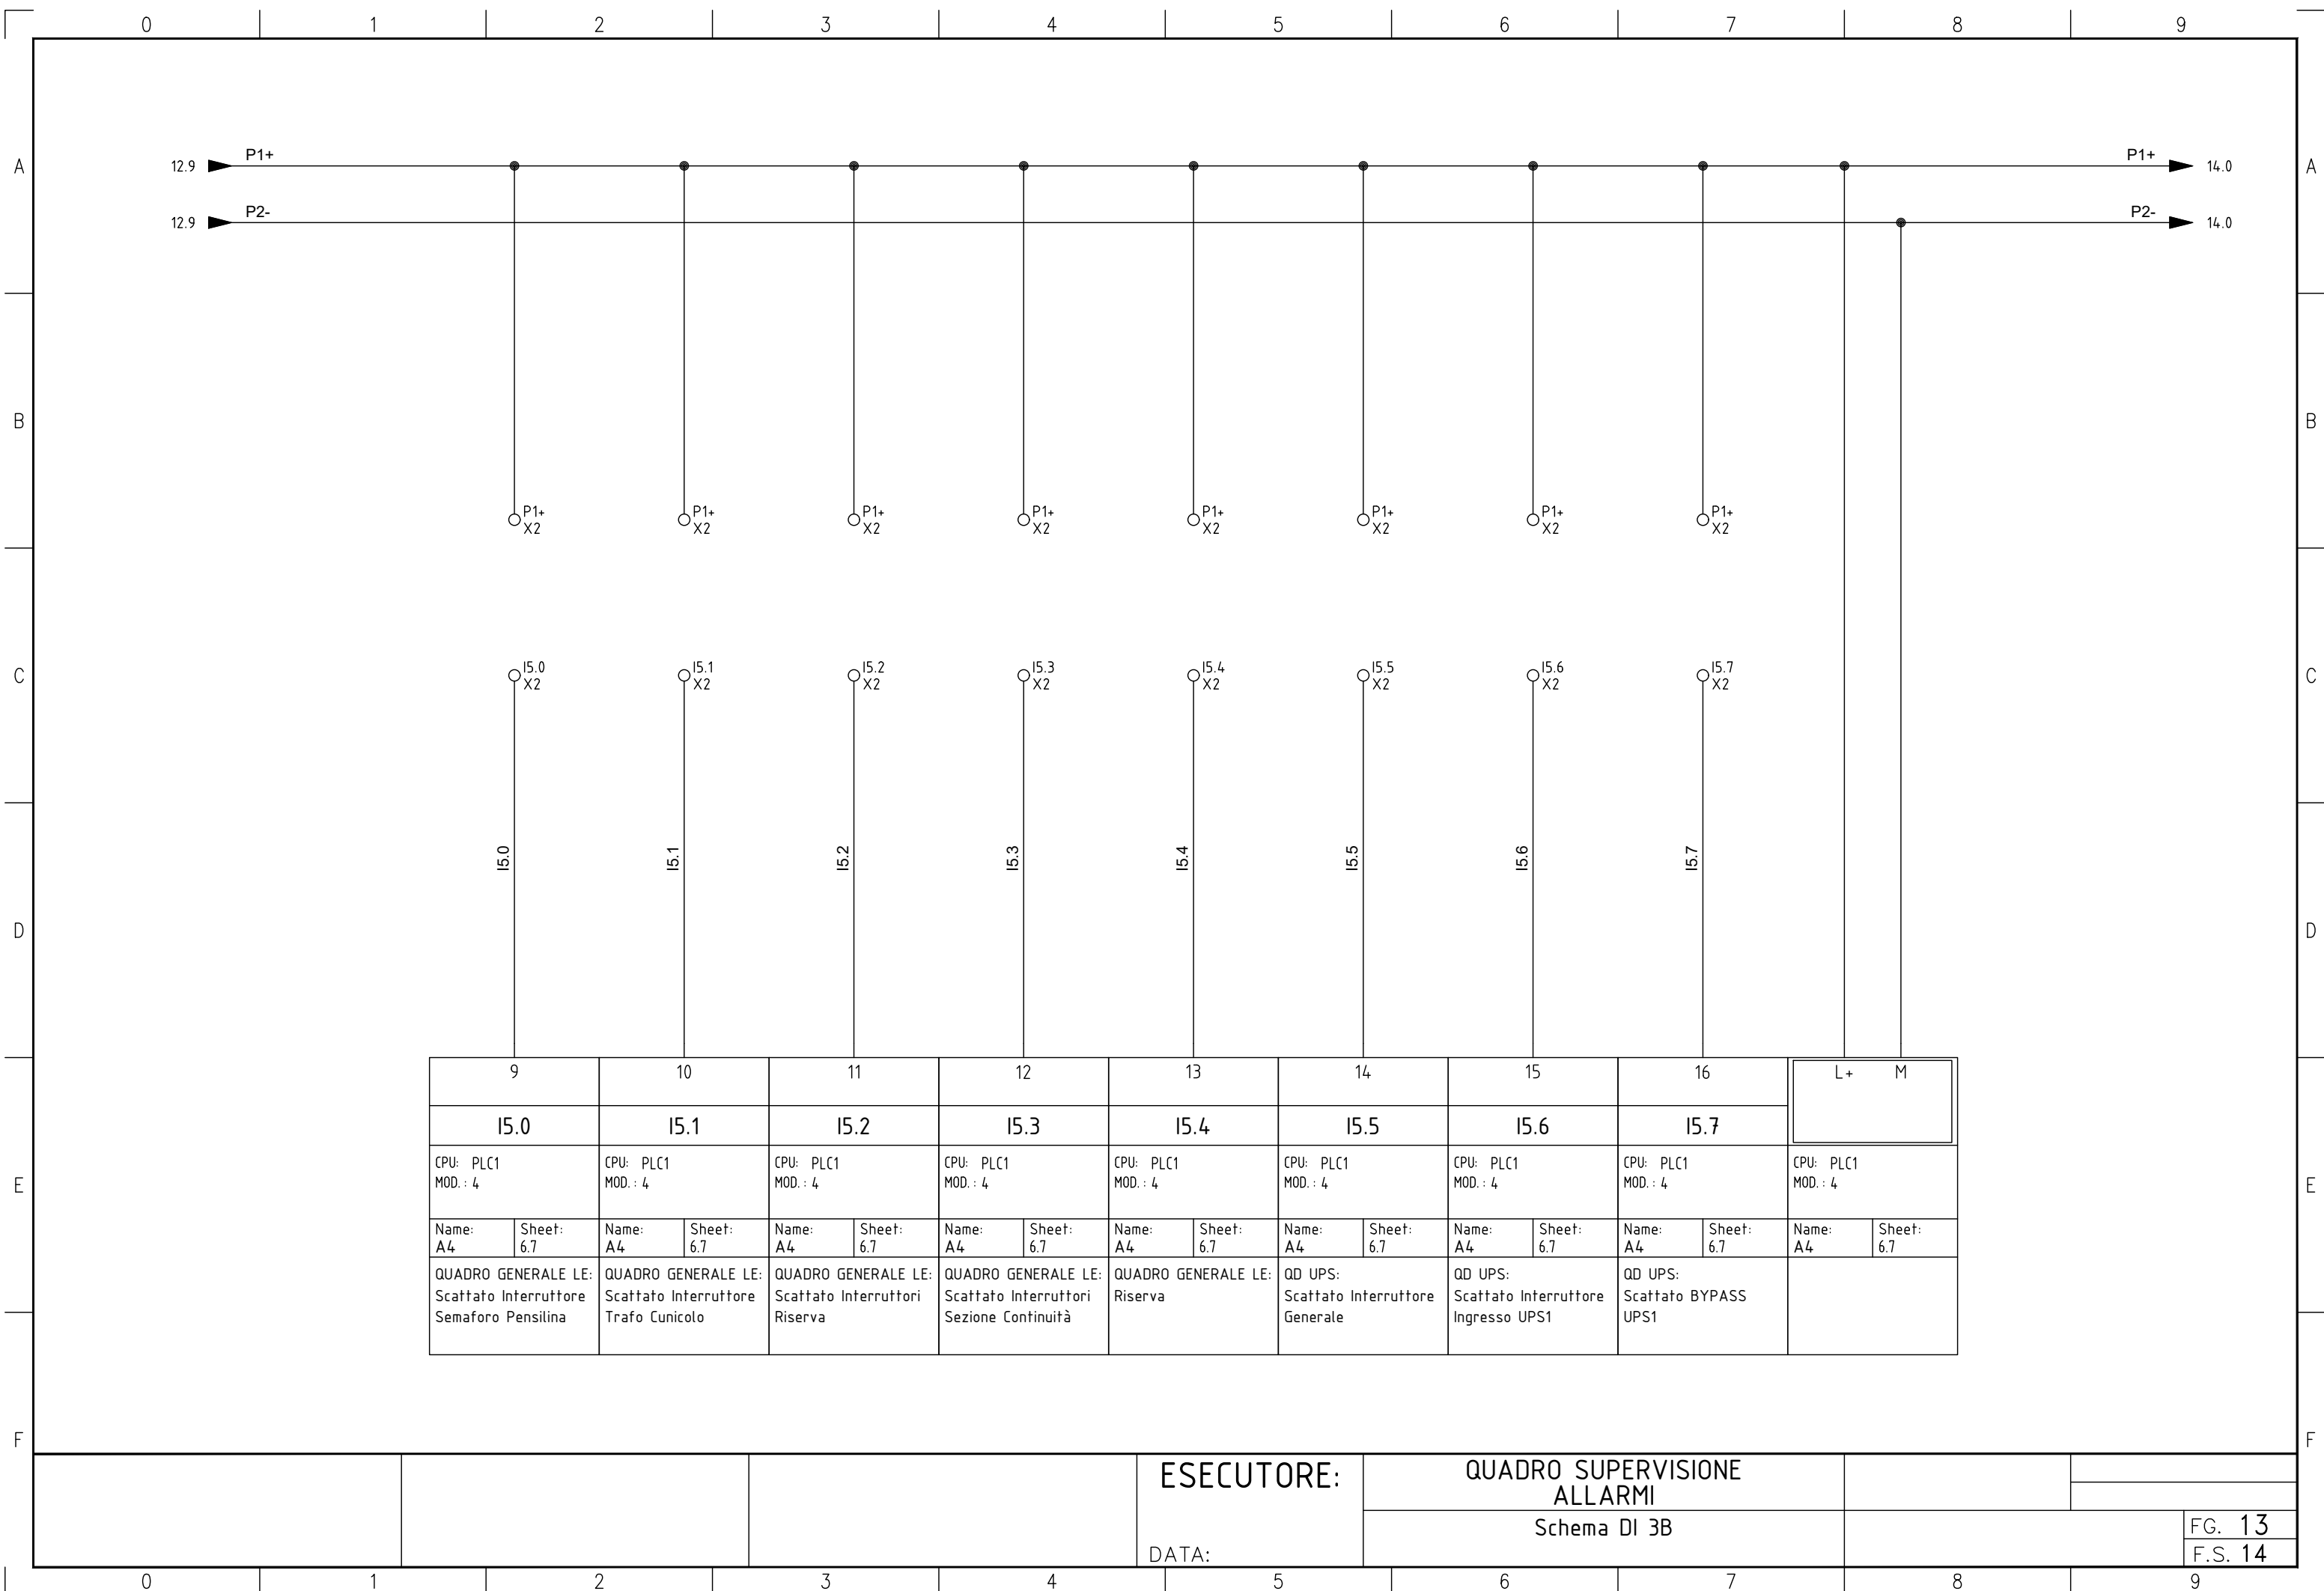 0 1 2 3 4 5 6 7 8 9
A 12.9 P1+ P1+ 14.0 A
12.9 P2- P2- 14.0
B B
P1+ P1+ P1+ P1+ P1+ P1+ P1+ P1+
X2 X2 X2 X2 X2 X2 X2 X2
I5.0 I5.1 I5.2 I5.3 I5.4 I5.5 I5.6 I5.7
C X2 X2 X2 X2 X2 X2 X2 X2 C
I5.0 I5.1 I5.2 I5.3 I5.4 I5.5 I5.6 I5.7
D D
9 10 11 12 13 14 15 16 L+ M
I5.0 I5.1 I5.2 I5.3 I5.4 I5.5 I5.6 I5.7
CPU: PLC1 CPU: PLC1 CPU: PLC1 CPU: PLC1 CPU: PLC1 CPU: PLC1 CPU: PLC1 CPU: PLC1 CPU: PLC1
E MOD. : 4 MOD. : 4 MOD. : 4 MOD. : 4 MOD. : 4 MOD. : 4 MOD. : 4 MOD. : 4 MOD. : 4 E
Name: Sheet: Name: Sheet: Name: Sheet: Name: Sheet: Name: Sheet: Name: Sheet: Name: Sheet: Name: Sheet: Name: Sheet:
A4 6.7 A4 6.7 A4 6.7 A4 6.7 A4 6.7 A4 6.7 A4 6.7 A4 6.7 A4 6.7
QUADRO GENERALE LE:
Scattato Interruttore
Semaforo Pensilina
QUADRO GENERALE LE:
Scattato Interruttore
Trafo Cunicolo
QUADRO GENERALE LE:
Scattato Interruttori
Riserva
QUADRO GENERALE LE:
Scattato Interruttori
Sezione Continuità
QUADRO GENERALE LE:
Riserva
QD UPS:
Scattato Interruttore
Generale
QD UPS:
Scattato Interruttore
Ingresso UPS1
QD UPS:
Scattato BYPASS
UPS1
F F
ESECUTORE:
DATA:
QUADRO SUPERVISIONE
ALLARMI
Schema DI 3B
FG. 13
F.S. 14
0 1 2 3 4 5 6 7 8 9